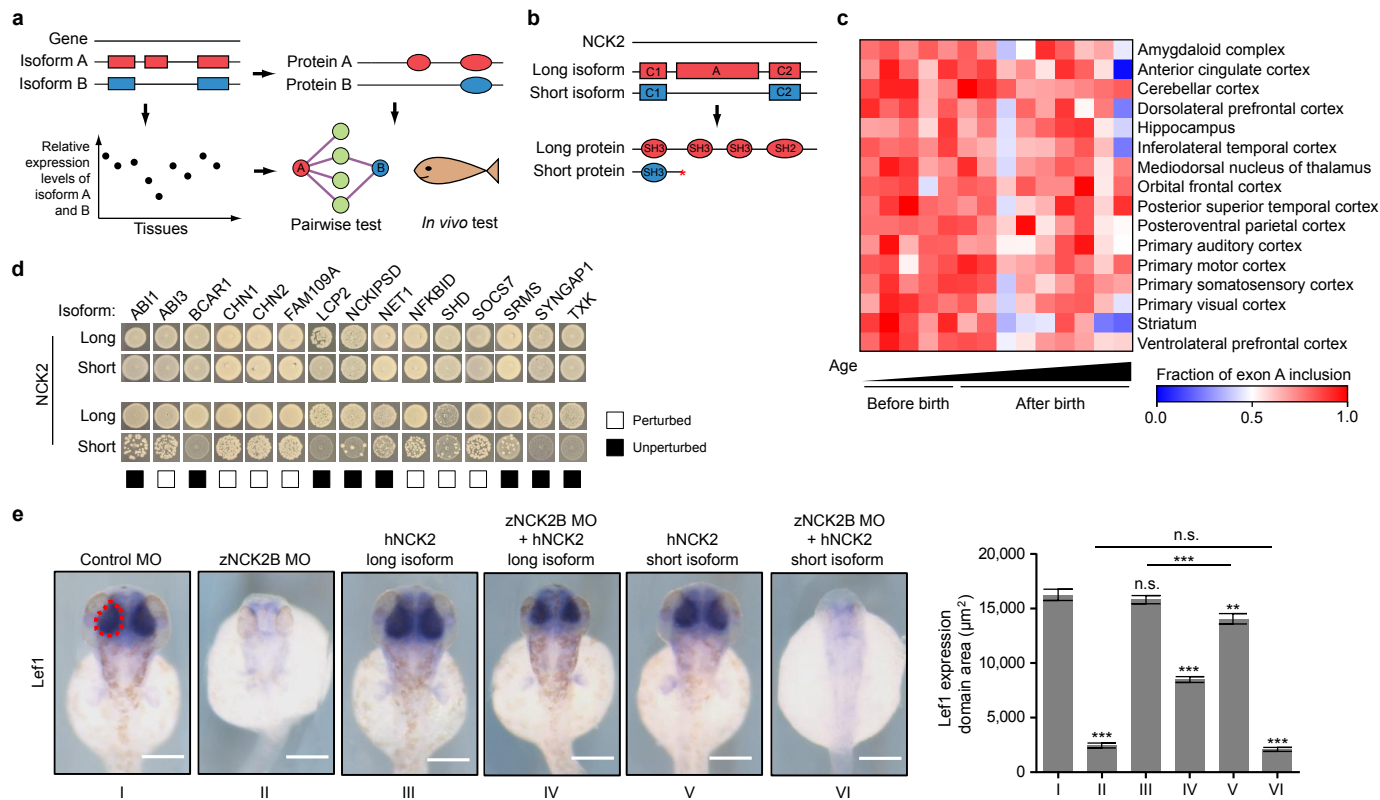 a
Gene
Isoform A
Isoform B
Protein A
Protein B
Relative
expression
levels of
isoform A
and B
Tissues
A
B
Pairwise test
In vivo test
b
NCK2
Long isoform
C1
A
C2
Short isoform
C1
C2
Long protein
SH3
SH3
SH3
SH2
Short protein
SH3
*
c
Amygdaloid complex
Anterior cingulate cortex
Cerebellar cortex
Dorsolateral prefrontal cortex
Hippocampus
Inferolateral temporal cortex
Mediodorsal nucleus of thalamus
Orbital frontal cortex
Posterior superior temporal cortex
Posteroventral parietal cortex
Primary auditory cortex
Primary motor cortex
Primary somatosensory cortex
Primary visual cortex
Striatum
Ventrolateral prefrontal cortex
Age
Before birth
After birth
Fraction of exon A inclusion
0.0
0.5
1.0
d
Isoform:
ABI1
ABI3
BCAR1
CHN1
CHN2
FAM109A
LCP2
NCKIPSD
NET1
NFKBID
SHD
SOCS7
SRMS
SYNGAP1
TXK
NCK2
Long
Short
Long
Short
Perturbed
Unperturbed
e
Lef1
Control MO
zNCK2B MO
hNCK2
long isoform
zNCK2B MO
+ hNCK2
long isoform
hNCK2
short isoform
zNCK2B MO
+ hNCK2
short isoform
I
II
III
IV
V
VI
Lef1 expression
domain area (µm²)
20,000
15,000
10,000
5,000
0
n.s.
***
n.s.
**
***
***
***
I
II
III
IV
V
VI